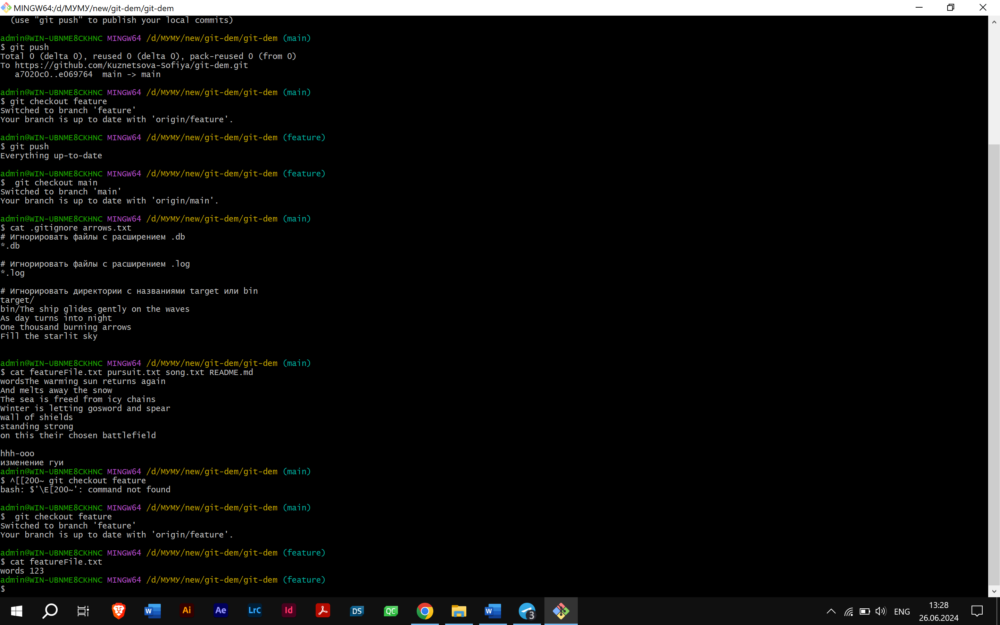 MINGW64:/d/МУМУ/new/git-dem/git-dem
  (use "git push" to publish your local commits)
admin@WIN-UBNME8CKHNC MINGW64 /d/МУМУ/new/git-dem/git-dem (main)
$ git push
Total 0 (delta 0), reused 0 (delta 0), pack-reused 0 (from 0)
To https://github.com/Kuznetsova-Sofiya/git-dem.git
   a7020c0..e069764  main -> main
admin@WIN-UBNME8CKHNC MINGW64 /d/МУМУ/new/git-dem/git-dem (main)
$ git checkout feature
Switched to branch 'feature'
Your branch is up to date with 'origin/feature'.
admin@WIN-UBNME8CKHNC MINGW64 /d/МУМУ/new/git-dem/git-dem (feature)
$ git push
Everything up-to-date
admin@WIN-UBNME8CKHNC MINGW64 /d/МУМУ/new/git-dem/git-dem (feature)
$  git checkout main
Switched to branch 'main'
Your branch is up to date with 'origin/main'.
admin@WIN-UBNME8CKHNC MINGW64 /d/МУМУ/new/git-dem/git-dem (main)
$ cat .gitignore arrows.txt
# Игнорировать файлы с расширением .db
*.db
# Игнорировать файлы с расширением .log
*.log
# Игнорировать директории с названиями target или bin
target/
bin/The ship glides gently on the waves
As day turns into night
One thousand burning arrows
Fill the starlit sky
admin@WIN-UBNME8CKHNC MINGW64 /d/МУМУ/new/git-dem/git-dem (main)
$ cat featureFile.txt pursuit.txt song.txt README.md
wordsThe warming sun returns again
And melts away the snow
The sea is freed from icy chains
Winter is letting gosword and spear
wall of shields
standing strong
on this their chosen battlefield
hhh-ooo
изменение гуи
admin@WIN-UBNME8CKHNC MINGW64 /d/МУМУ/new/git-dem/git-dem (main)
$ ^[[200~ git checkout feature
bash: $'\E[200~': command not found
admin@WIN-UBNME8CKHNC MINGW64 /d/МУМУ/new/git-dem/git-dem (main)
$  git checkout feature
Switched to branch 'feature'
Your branch is up to date with 'origin/feature'.
admin@WIN-UBNME8CKHNC MINGW64 /d/МУМУ/new/git-dem/git-dem (feature)
$ cat featureFile.txt
words 123
admin@WIN-UBNME8CKHNC MINGW64 /d/МУМУ/new/git-dem/git-dem (feature)
$
W Ai Ae LrC Id DS QC W 3 ENG
13:28
26.06.2024